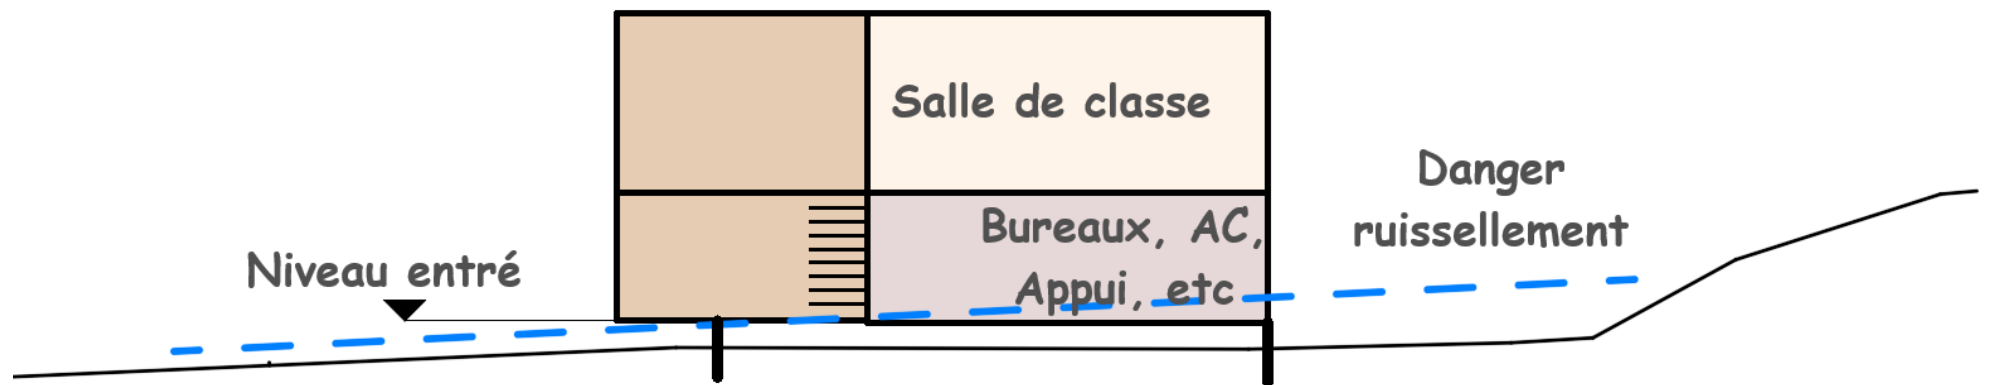 Salle de classe
Danger
ruissellement
Bureaux, AC,
Appui, etc
Niveau entré